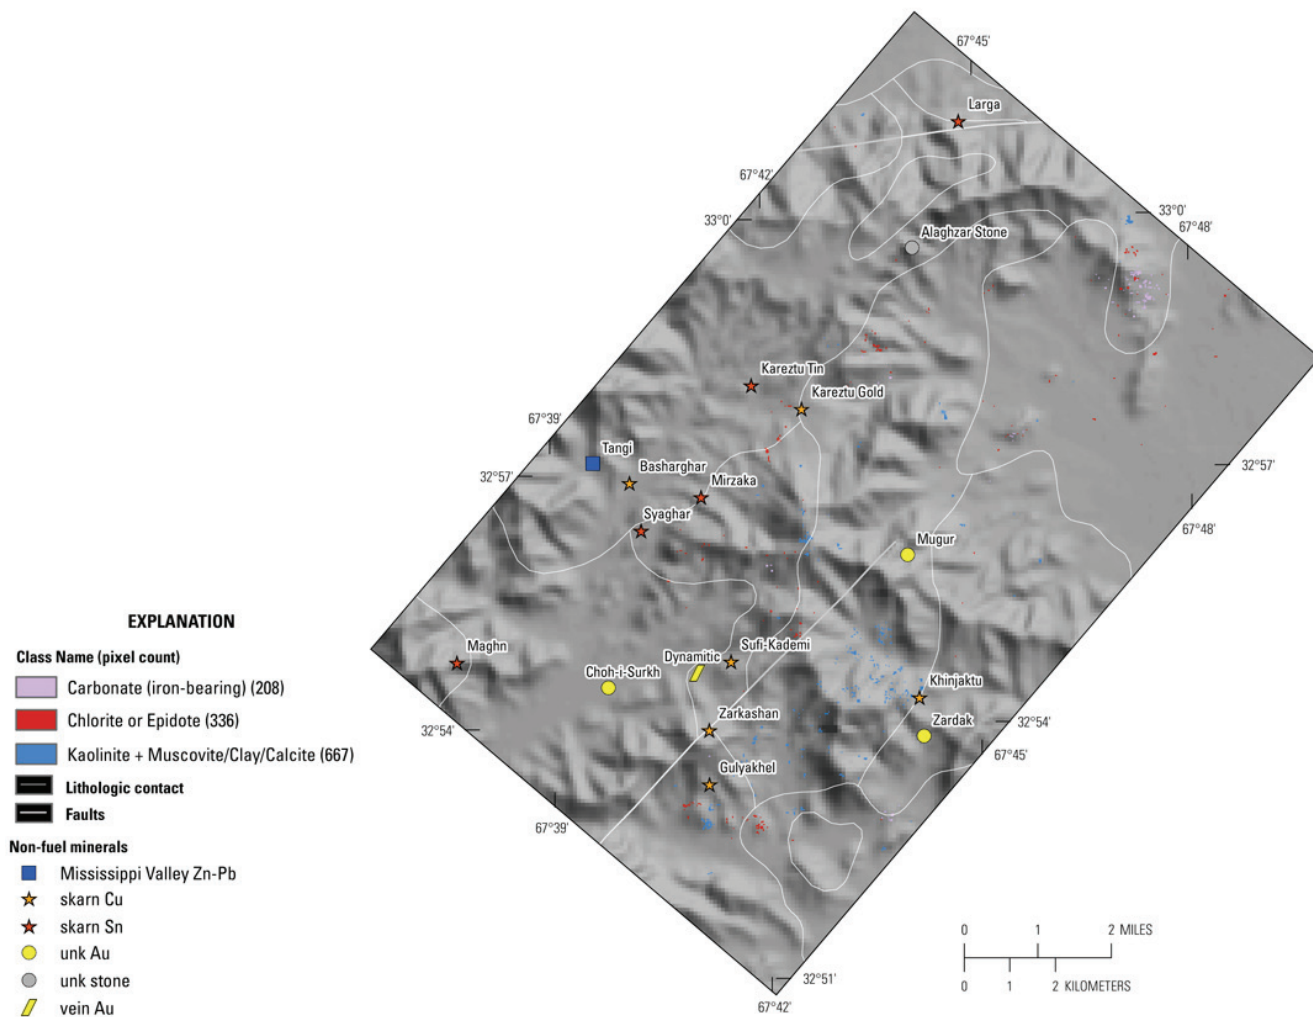 67°45'
Larga
67°42'
33°0'
33°0'
67°48'
Alaghzar Stone
Kareztu Tin
Kareztu Gold
67°39'
Tangi
Basharghar
32°57'
Mirzaka
32°57'
Syaghar
67°48'
Mugur
EXPLANATION
Class Name (pixel count)
Carbonate (iron-bearing) (208)
Chlorite or Epidote (336)
Kaolinite + Muscovite/Clay/Calcite (667)
Lithologic contact
Faults
Non-fuel minerals
Mississippi Valley Zn-Pb
skarn Cu
skarn Sn
unk Au
unk stone
vein Au
Maghn
Sufi-Kademi
Dynamitic
Choh-i-Surkh
Khinjaktu
Zarkashan
Zardak
32°54'
32°54'
67°45'
Gulyakhel
67°39'
32°51'
67°42'
0 1 2 MILES
0 1 2 KILOMETERS